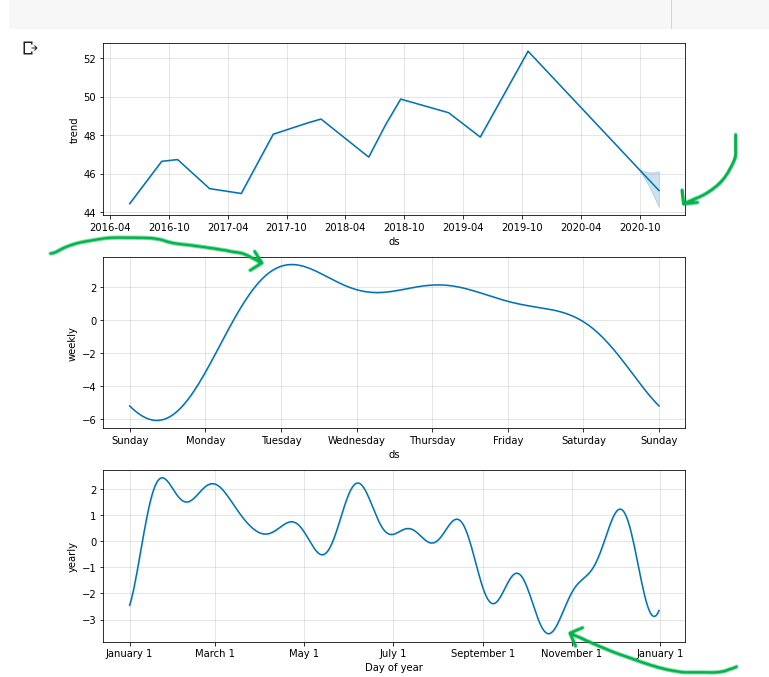 52
50
48
46
44
trend
2016-04 2016-10 2017-04 2017-10 2018-04 2018-10 2019-04 2019-10 2020-04 2020-10
ds
2
0
−2
−4
−6
weekly
Sunday Monday Tuesday Wednesday Thursday Friday Saturday Sunday
ds
2
1
0
−1
−2
−3
yearly
January 1 March 1 May 1 July 1 September 1 November 1 January 1
Day of year